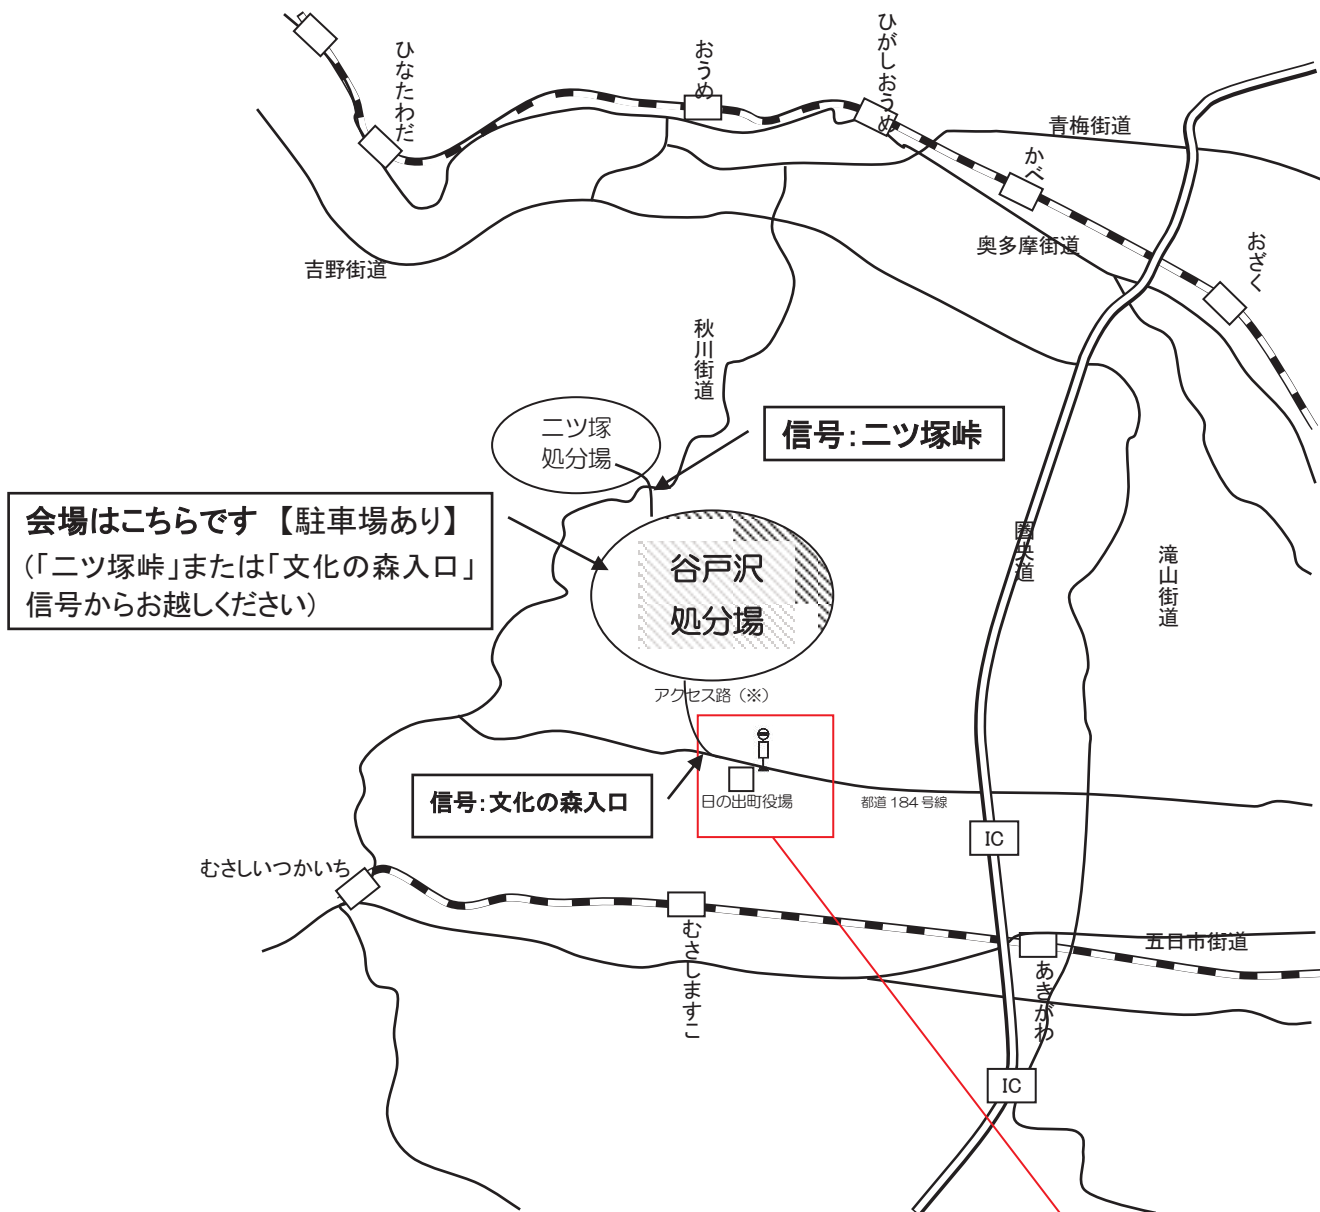 ひなたわだ
おうめ
ひがしおうめ
青梅街道
かべ
奥多摩街道
おざく
吉野街道
秋川街道
二ツ塚
処分場
信号：二ツ塚峠
会場はこちらです 【駐車場あり】
（「二ツ塚峠」または「文化の森入口」
信号からお越しください）
谷戸沢
処分場
圏央道
滝山街道
アクセス路（※）
信号：文化の森入口
日の出町役場
都道184号線
IC
むさしいつかいち
むさしますこ
五日市街道
あきがわ
IC